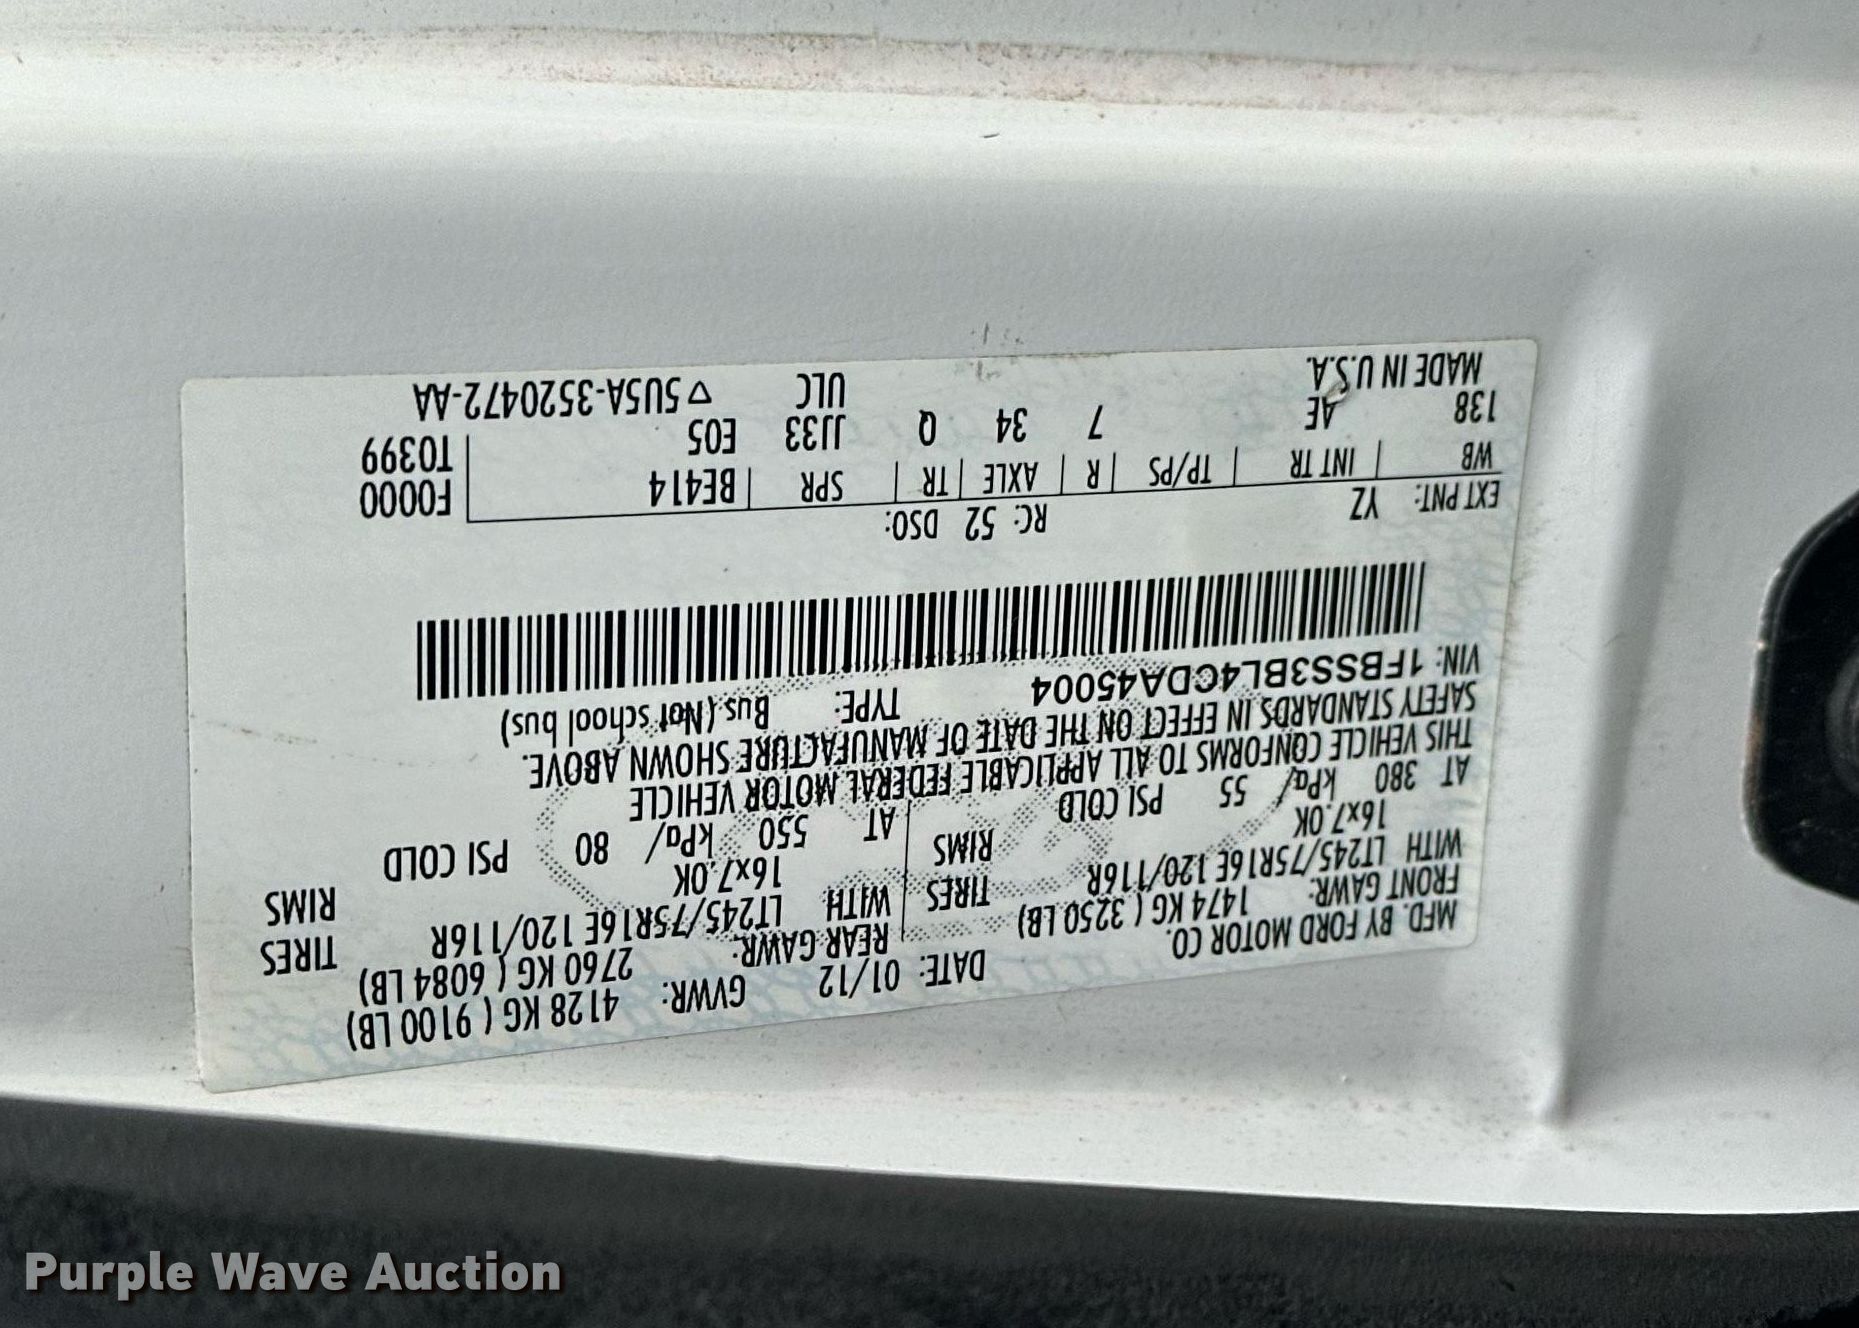 MFD. BY FORD MOTOR CO.
DATE: 01/12 GVWR: 4128 KG ( 9100 LB)
FRONT GAWR: 1474 KG ( 3250 LB) REAR GAWR: 2760 KG ( 6084 LB)
WITH LT245/75R16E 120/116R TIRES WITH LT245/75R16E 120/116R TIRES
16x7.0K RIMS 16x7.0K RIMS
AT 380 kPa/ 55 PSI COLD AT 550 kPa/ 80 PSI COLD
THIS VEHICLE CONFORMS TO ALL APPLICABLE FEDERAL MOTOR VEHICLE
SAFETY STANDARDS IN EFFECT ON THE DATE OF MANUFACTURE SHOWN ABOVE.
VIN: 1FBSS3BL4CDA45004 TYPE: Bus (Not school bus)
EXT PNT: YZ RC: 52 DSO:
WB | INT TR | TP/PS | R | AXLE | TR | SPR | BE414 F0000
138 AE 7 34 Q JJ33 E05 T0399
MADE IN U.S.A. ULC ▽ 5U5A-3520472-AA
Purple Wave Auction